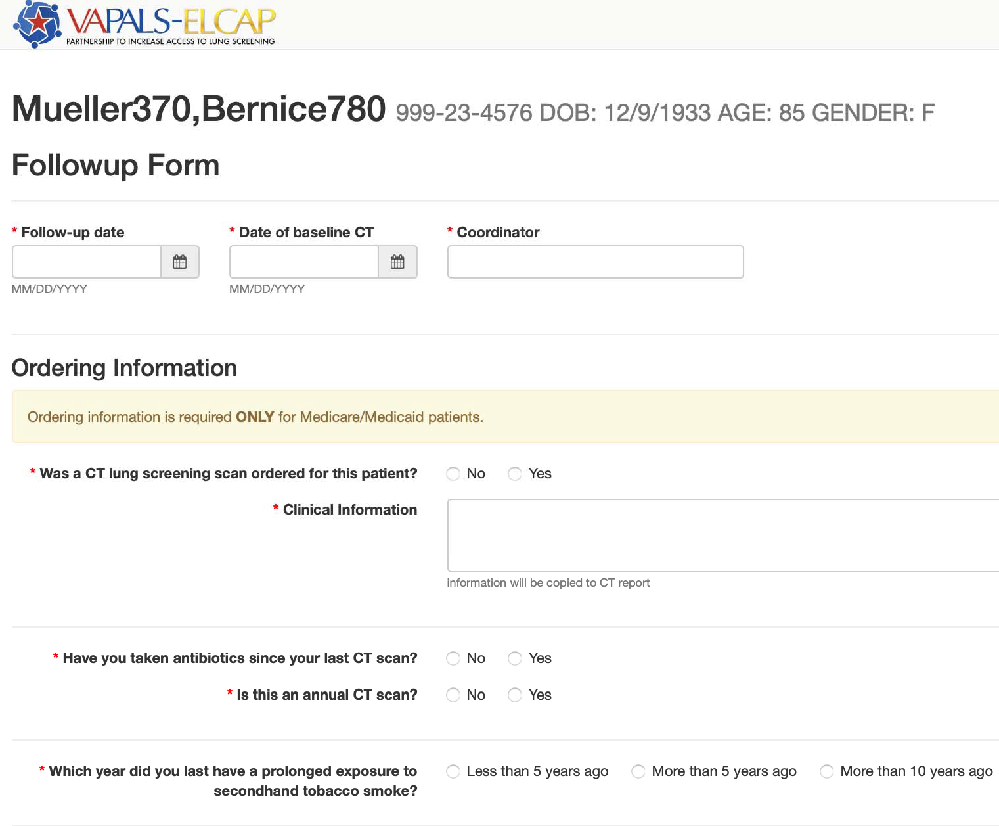 VAPALS-ELCAP
PARTNERSHIP TO INCREASE ACCESS TO LUNG SCREENING
Mueller370,Bernice780 999-23-4576 DOB: 12/9/1933 AGE: 85 GENDER: F
Followup Form
* Follow-up date * Date of baseline CT * Coordinator
MM/DD/YYYY MM/DD/YYYY
Ordering Information
Ordering information is required ONLY for Medicare/Medicaid patients.
* Was a CT lung screening scan ordered for this patient? No Yes
* Clinical Information
information will be copied to CT report
* Have you taken antibiotics since your last CT scan? No Yes
* Is this an annual CT scan? No Yes
* Which year did you last have a prolonged exposure to Less than 5 years ago More than 5 years ago More than 10 years ago
secondhand tobacco smoke?